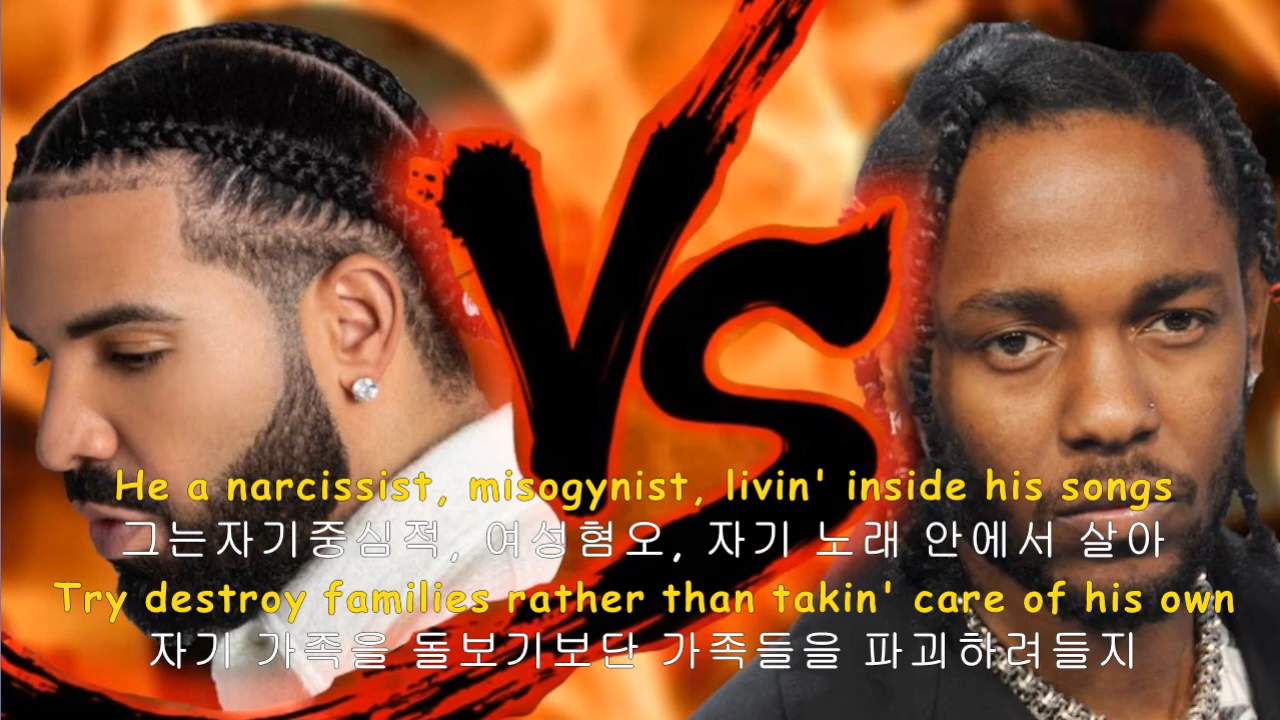 VS
He a narcissist, misogynist, livin' inside his songs
그는자기중심적, 여성혐오, 자기 노래 안에서 살아
Try destroy families rather than takin' care of his own
자기 가족을 돌보기보단 가족들을 파괴하려들지